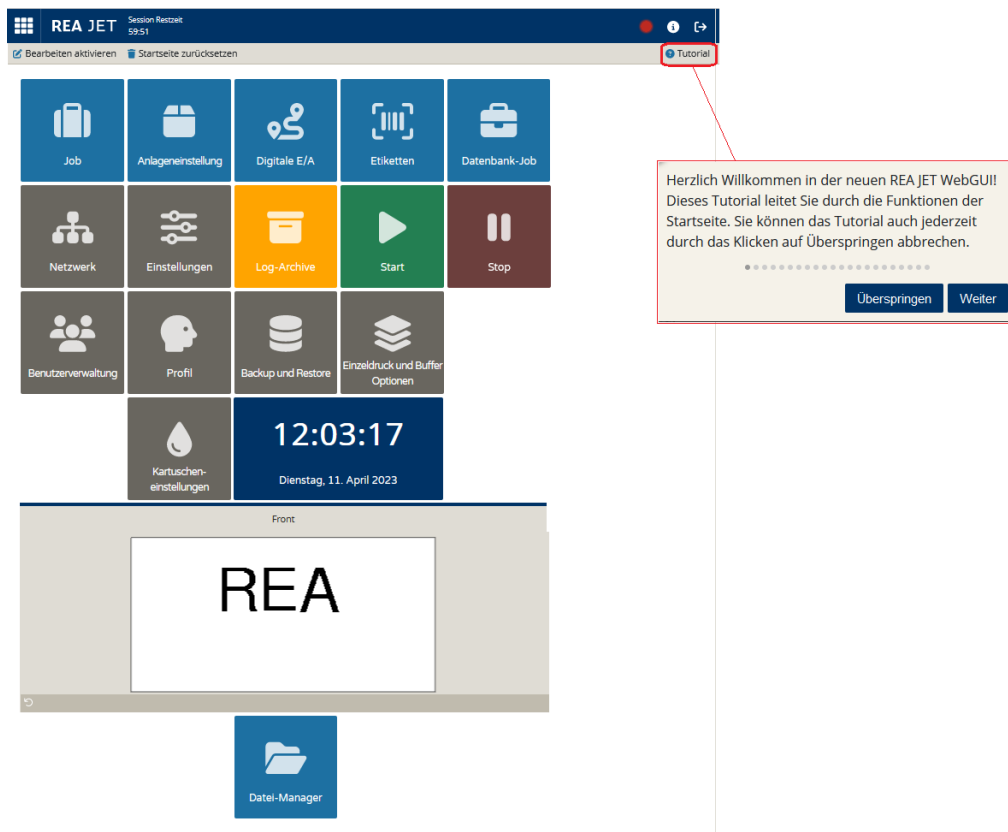 REA JET
Session Restzeit
59:51
Bearbeiten aktivieren
Startseite zurücksetzen
Tutorial
Job
Anlageneinstellung
Digitale E/A
Etiketten
Datenbank-Job
Herzlich Willkommen in der neuen REA JET WebGUI!
Dieses Tutorial leitet Sie durch die Funktionen der
Startseite. Sie können das Tutorial auch jederzeit
durch das Klicken auf Überspringen abbrechen.
Überspringen
Weiter
Netzwerk
Einstellungen
Log-Archive
Start
Stop
Benutzerverwaltung
Profil
Backup und Restore
Einzeldruck und Buffer
Optionen
Kartuschen-
einstellungen
12:03:17
Dienstag, 11. April 2023
Front
REA
Datei-Manager